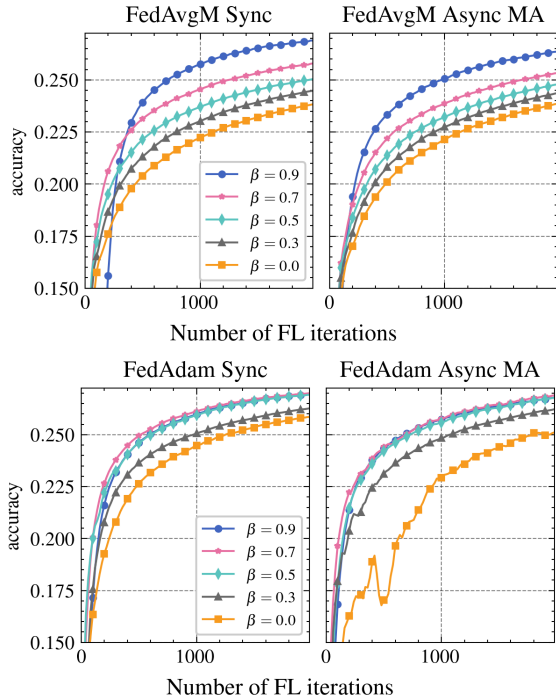 FedAvgM Sync
FedAvgM Async MA
accuracy
0.250
0.225
0.200
0.175
0.150
β = 0.9
β = 0.7
β = 0.5
β = 0.3
β = 0.0
0
1000
0
1000
Number of FL iterations
FedAdam Sync
FedAdam Async MA
accuracy
0.250
0.225
0.200
0.175
0.150
β = 0.9
β = 0.7
β = 0.5
β = 0.3
β = 0.0
0
1000
0
1000
Number of FL iterations